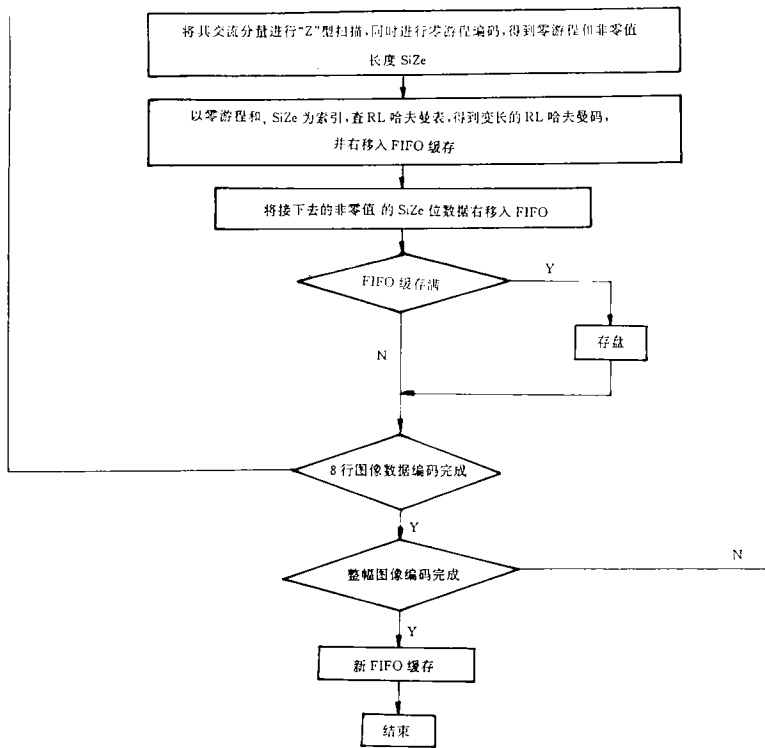 将其交流分量进行“Z”型扫描,同时进行零游程编码,得到零游程和非零值
长度 SiZe
以零游程和、SiZe 为索引,查 RL 哈夫曼表,得到变长的 RL 哈夫曼码,
并右移入 FIFO 缓存
将接下去的非零值 的 SiZe 位数据右移入 FIFO
FIFO 缓存满
Y
存盘
N
8 行图像数据编码完成
Y
整幅图像编码完成
N
Y
新 FIFO 缓存
结束